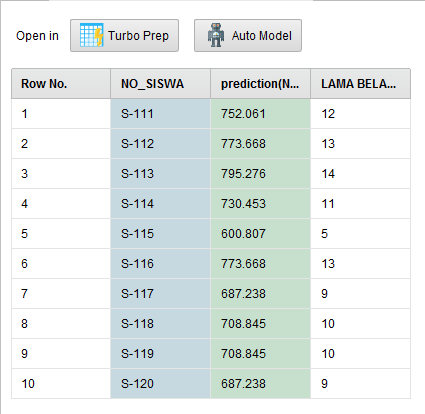 Open in Turbo Prep Auto Model
Row No. NO_SISWA prediction(N... LAMA BELA...
1 S-111 752.061 12
2 S-112 773.668 13
3 S-113 795.276 14
4 S-114 730.453 11
5 S-115 600.807 5
6 S-116 773.668 13
7 S-117 687.238 9
8 S-118 708.845 10
9 S-119 708.845 10
10 S-120 687.238 9